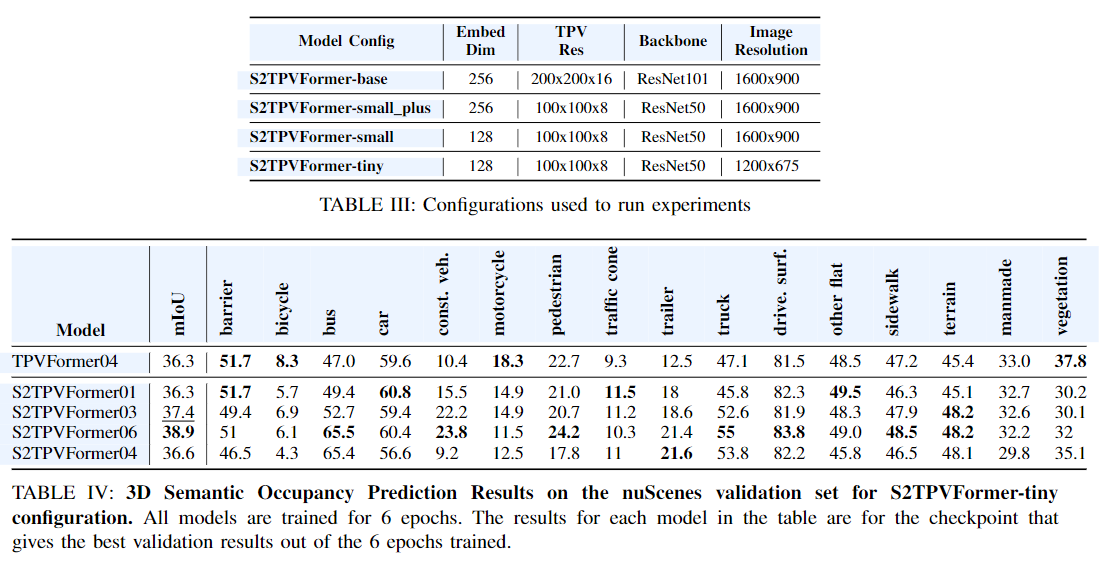 Model Config Embed Dim TPV Res Backbone Image Resolution
S2TPVFormer-base 256 200x200x16 ResNet101 1600x900
S2TPVFormer-small_plus 256 100x100x8 ResNet50 1600x900
S2TPVFormer-small 128 100x100x8 ResNet50 1600x900
S2TPVFormer-tiny 128 100x100x8 ResNet50 1200x675
TABLE III: Configurations used to run experiments
Model mIoU barrier bicycle bus car const. veh. motorcycle pedestrian traffic cone trailer truck drive. surf. other flat sidewalk terrain manmade vegetation
TPVFormer04 36.3 51.7 8.3 47.0 59.6 10.4 18.3 22.7 9.3 12.5 47.1 81.5 48.5 47.2 45.4 33.0 37.8
S2TPVFormer01 36.3 51.7 5.7 49.4 60.8 15.5 14.9 21.0 11.5 18 45.8 82.3 49.5 46.3 45.1 32.7 30.2
S2TPVFormer03 37.4 49.4 6.9 52.7 59.4 22.2 14.9 20.7 11.2 18.6 52.6 81.9 48.3 47.9 48.2 32.6 30.1
S2TPVFormer06 38.9 51 6.1 65.5 60.4 23.8 11.5 24.2 10.3 21.4 55 83.8 49.0 48.5 48.2 32.2 32
S2TPVFormer04 36.6 46.5 4.3 65.4 56.6 9.2 12.5 17.8 11 21.6 53.8 82.2 45.8 46.5 48.1 29.8 35.1
TABLE IV: 3D Semantic Occupancy Prediction Results on the nuScenes validation set for S2TPVFormer-tiny
configuration. All models are trained for 6 epochs. The results for each model in the table are for the checkpoint that
gives the best validation results out of the 6 epochs trained.